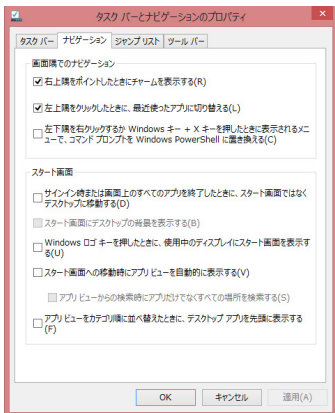 タスク バーとナビゲーションのプロパティ
タスク バー ナビゲーション ジャンプ リスト ツール バー
画面隅でのナビゲーション
右上隅をポイントしたときにチャームを表示する(R)
左上隅をクリックしたときに、最近使ったアプリに切り替える(L)
左下隅を右クリックするか Windows キー + X キーを押したときに表示されるメニ
ューで、コマンド プロンプトを Windows PowerShell に置き換える(C)
スタート画面
サインイン時または画面上のすべてのアプリを終了したときに、スタート画面ではなく
デスクトップに移動する(D)
スタート画面にデスクトップの背景を表示する(B)
Windows ロゴ キーを押したときに、使用中のディスプレイにスタート画面を表示す
る(U)
スタート画面への移動時にアプリ ビューを自動的に表示する(V)
アプリ ビューからの検索時にアプリだけでなくすべての場所を検索する(S)
アプリ ビューをカテゴリ順に並べ替えたときに、デスクトップ アプリを先頭に表示する
(F)
OK キャンセル 適用(A)